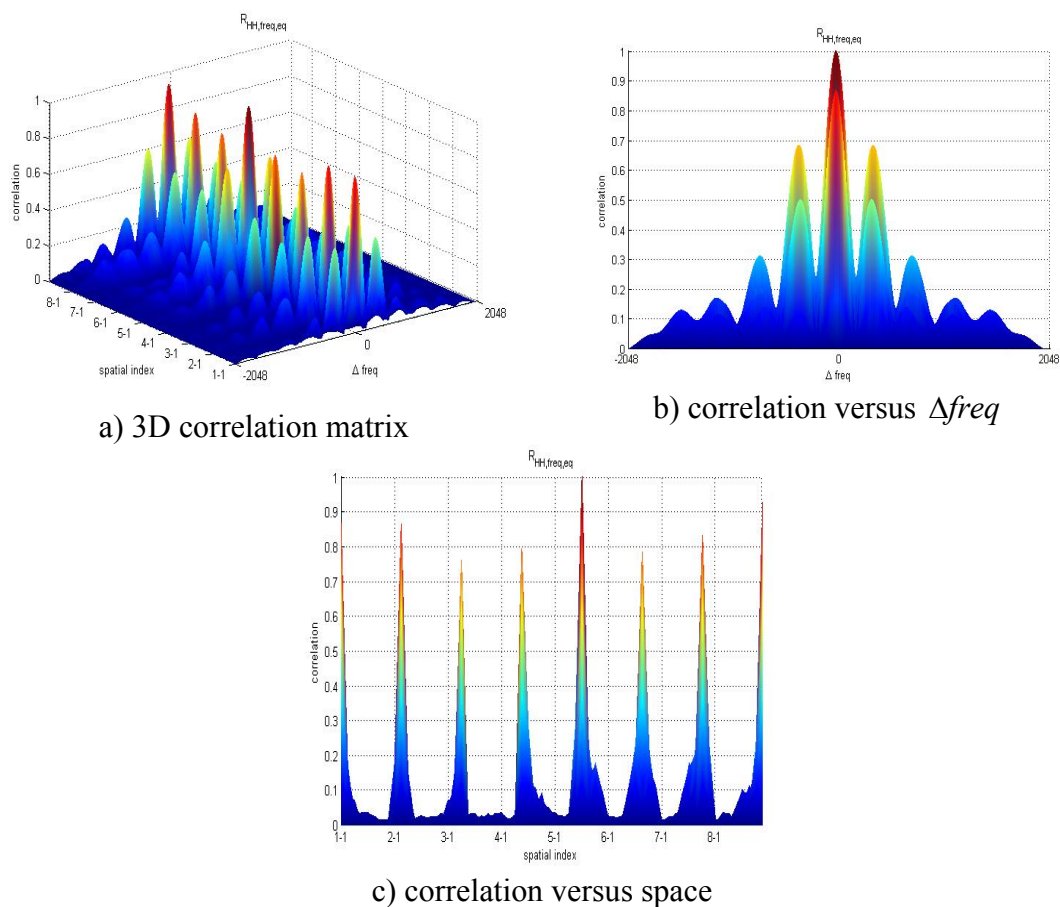 R_HH,freq,eq
1
0.8
0.6
0.4
0.2
0
correlation
8-1
7-1
6-1
5-1
4-1
3-1
2-1
1-1
spatial index
-2048
0
2048
Δ freq
a) 3D correlation matrix
R_HH,freq,eq
1
0.9
0.8
0.7
0.6
0.5
0.4
0.3
0.2
0.1
0
correlation
-2048 0 2048
Δ freq
b) correlation versus Δfreq
R_HH,freq,eq
1
0.9
0.8
0.7
0.6
0.5
0.4
0.3
0.2
0.1
0
correlation
1-1 2-1 3-1 4-1 5-1 6-1 7-1 8-1
spatial index
c) correlation versus space